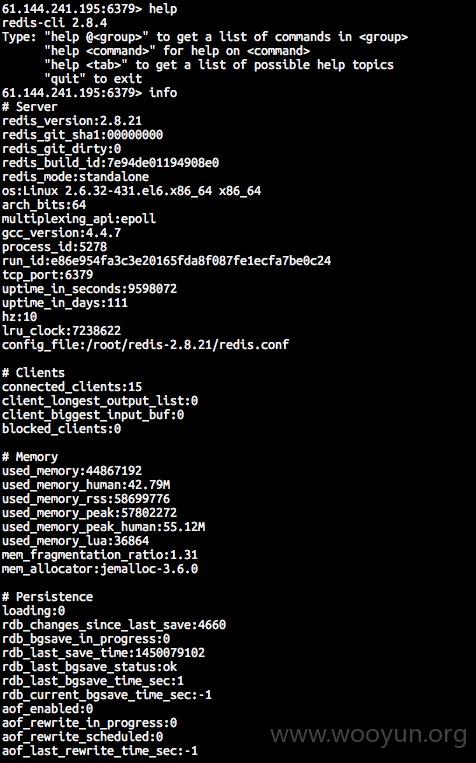 61.144.241.195:6379> help
redis-cli 2.8.4
Type: "help @<group>" to get a list of commands in <group>
"help <command>" for help on <command>
"help <tab>" to get a list of possible help topics
"quit" to exit
61.144.241.195:6379> info
# Server
redis_version:2.8.21
redis_git_sha1:00000000
redis_git_dirty:0
redis_build_id:7e94de01194908e0
redis_mode:standalone
os:Linux 2.6.32-431.el6.x86_64 x86_64
arch_bits:64
multiplexing_api:epoll
gcc_version:4.4.7
process_id:5278
run_id:e86e954fa3c3e20165fda8f087fe1ecfa7be0c24
tcp_port:6379
uptime_in_seconds:9598072
uptime_in_days:111
hz:10
lru_clock:7238622
config_file:/root/redis-2.8.21/redis.conf
# Clients
connected_clients:15
client_longest_output_list:0
client_biggest_input_buf:0
blocked_clients:0
# Memory
used_memory:44867192
used_memory_human:42.79M
used_memory_rss:58699776
used_memory_peak:57802272
used_memory_peak_human:55.12M
used_memory_lua:36864
mem_fragmentation_ratio:1.31
mem_allocator:jemalloc-3.6.0
# Persistence
loading:0
rdb_changes_since_last_save:4660
rdb_bgsave_in_progress:0
rdb_last_save_time:1450079102
rdb_last_bgsave_status:ok
rdb_last_bgsave_time_sec:1
rdb_current_bgsave_time_sec:-1
aof_enabled:0
aof_rewrite_in_progress:0
aof_rewrite_scheduled:0
aof_last_rewrite_time_sec:-1
www.wooyun.org